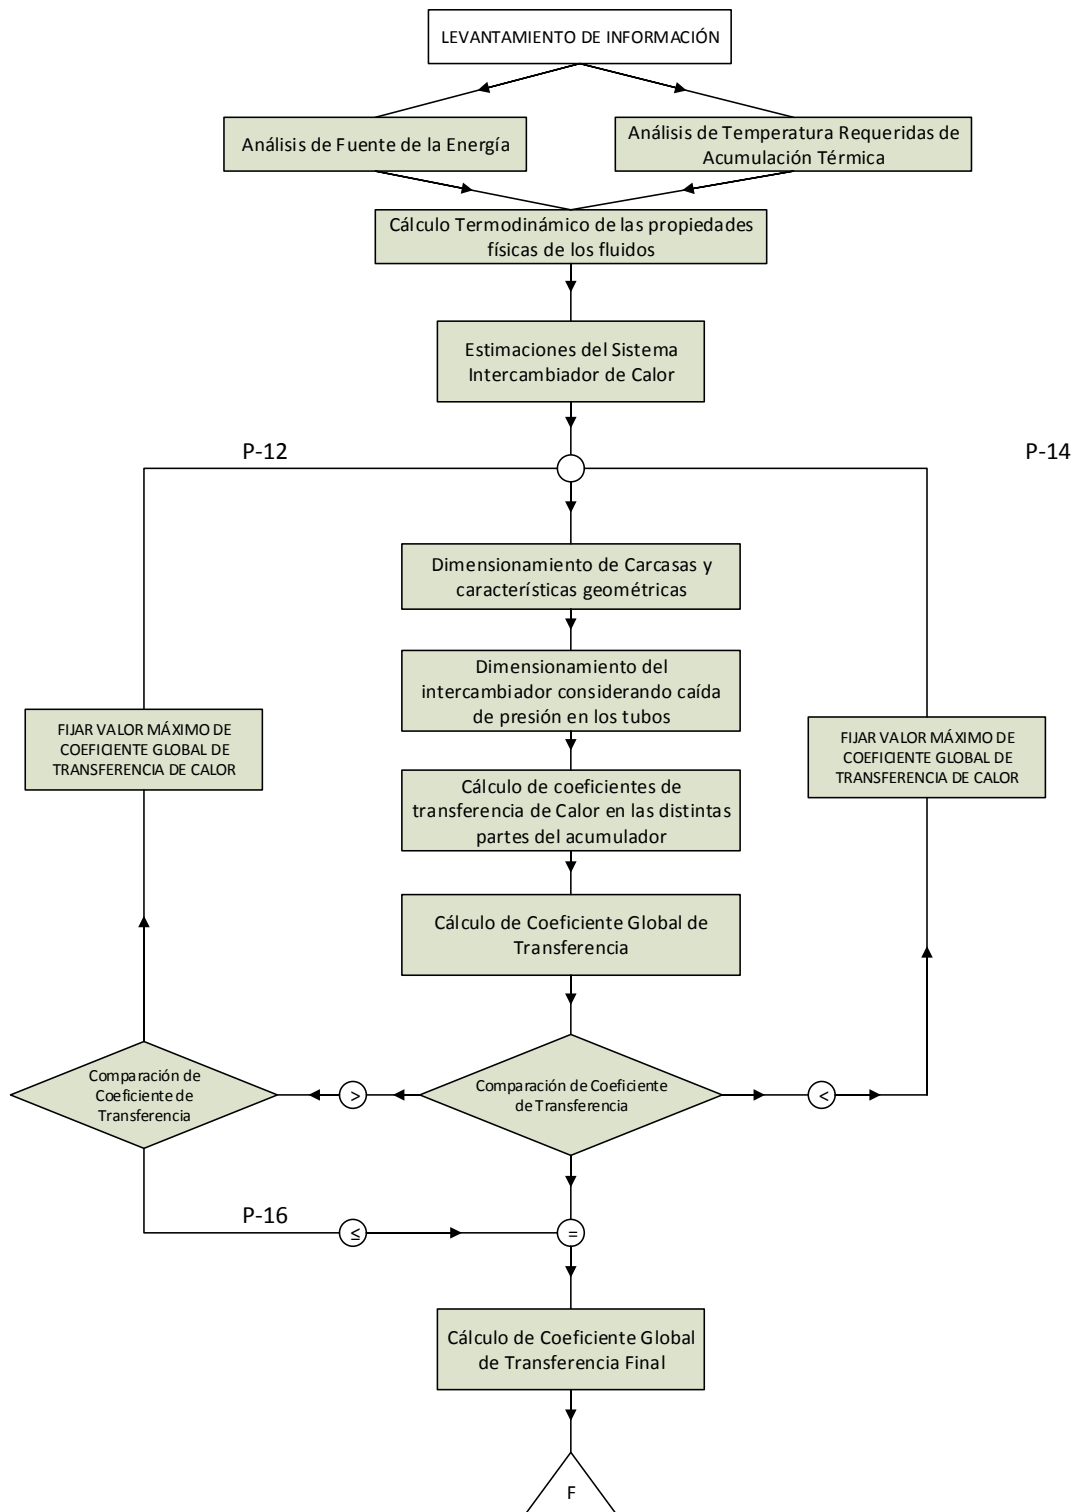 LEVANTAMIENTO DE INFORMACIÓN
Análisis de Fuente de la Energía
Análisis de Temperatura Requeridas de
Acumulación Térmica
Cálculo Termodinámico de las propiedades
físicas de los fluidos
Estimaciones del Sistema
Intercambiador de Calor
P-12
P-14
Dimensionamiento de Carcasas y
características geométricas
Dimensionamiento del
intercambiador considerando caída
de presión en los tubos
FIJAR VALOR MÁXIMO DE
COEFICIENTE GLOBAL DE
TRANSFERENCIA DE CALOR
FIJAR VALOR MÁXIMO DE
COEFICIENTE GLOBAL DE
TRANSFERENCIA DE CALOR
Cálculo de coeficientes de
transferencia de Calor en las distintas
partes del acumulador
Cálculo de Coeficiente Global de
Transferencia
Comparación de
Coeficiente de
Transferencia
>
Comparación de Coeficiente
de Transferencia
<
P-16
≤
=
Cálculo de Coeficiente Global
de Transferencia Final
F